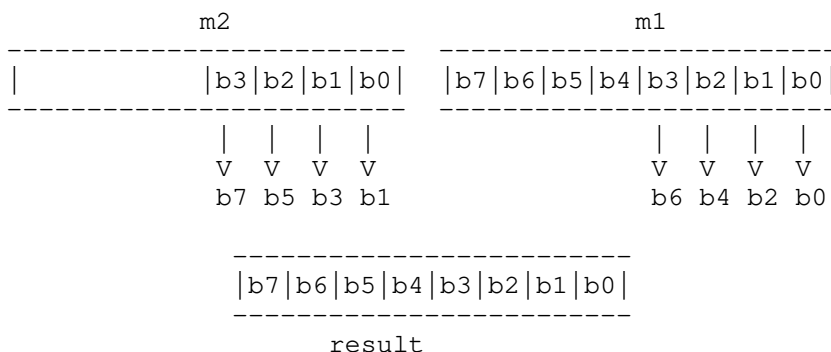 m2 m1
|b3|b2|b1|b0| |b7|b6|b5|b4|b3|b2|b1|b0|
| | | | | | | |
V V V V V V V V
b7 b5 b3 b1 b6 b4 b2 b0
|b7|b6|b5|b4|b3|b2|b1|b0|
result